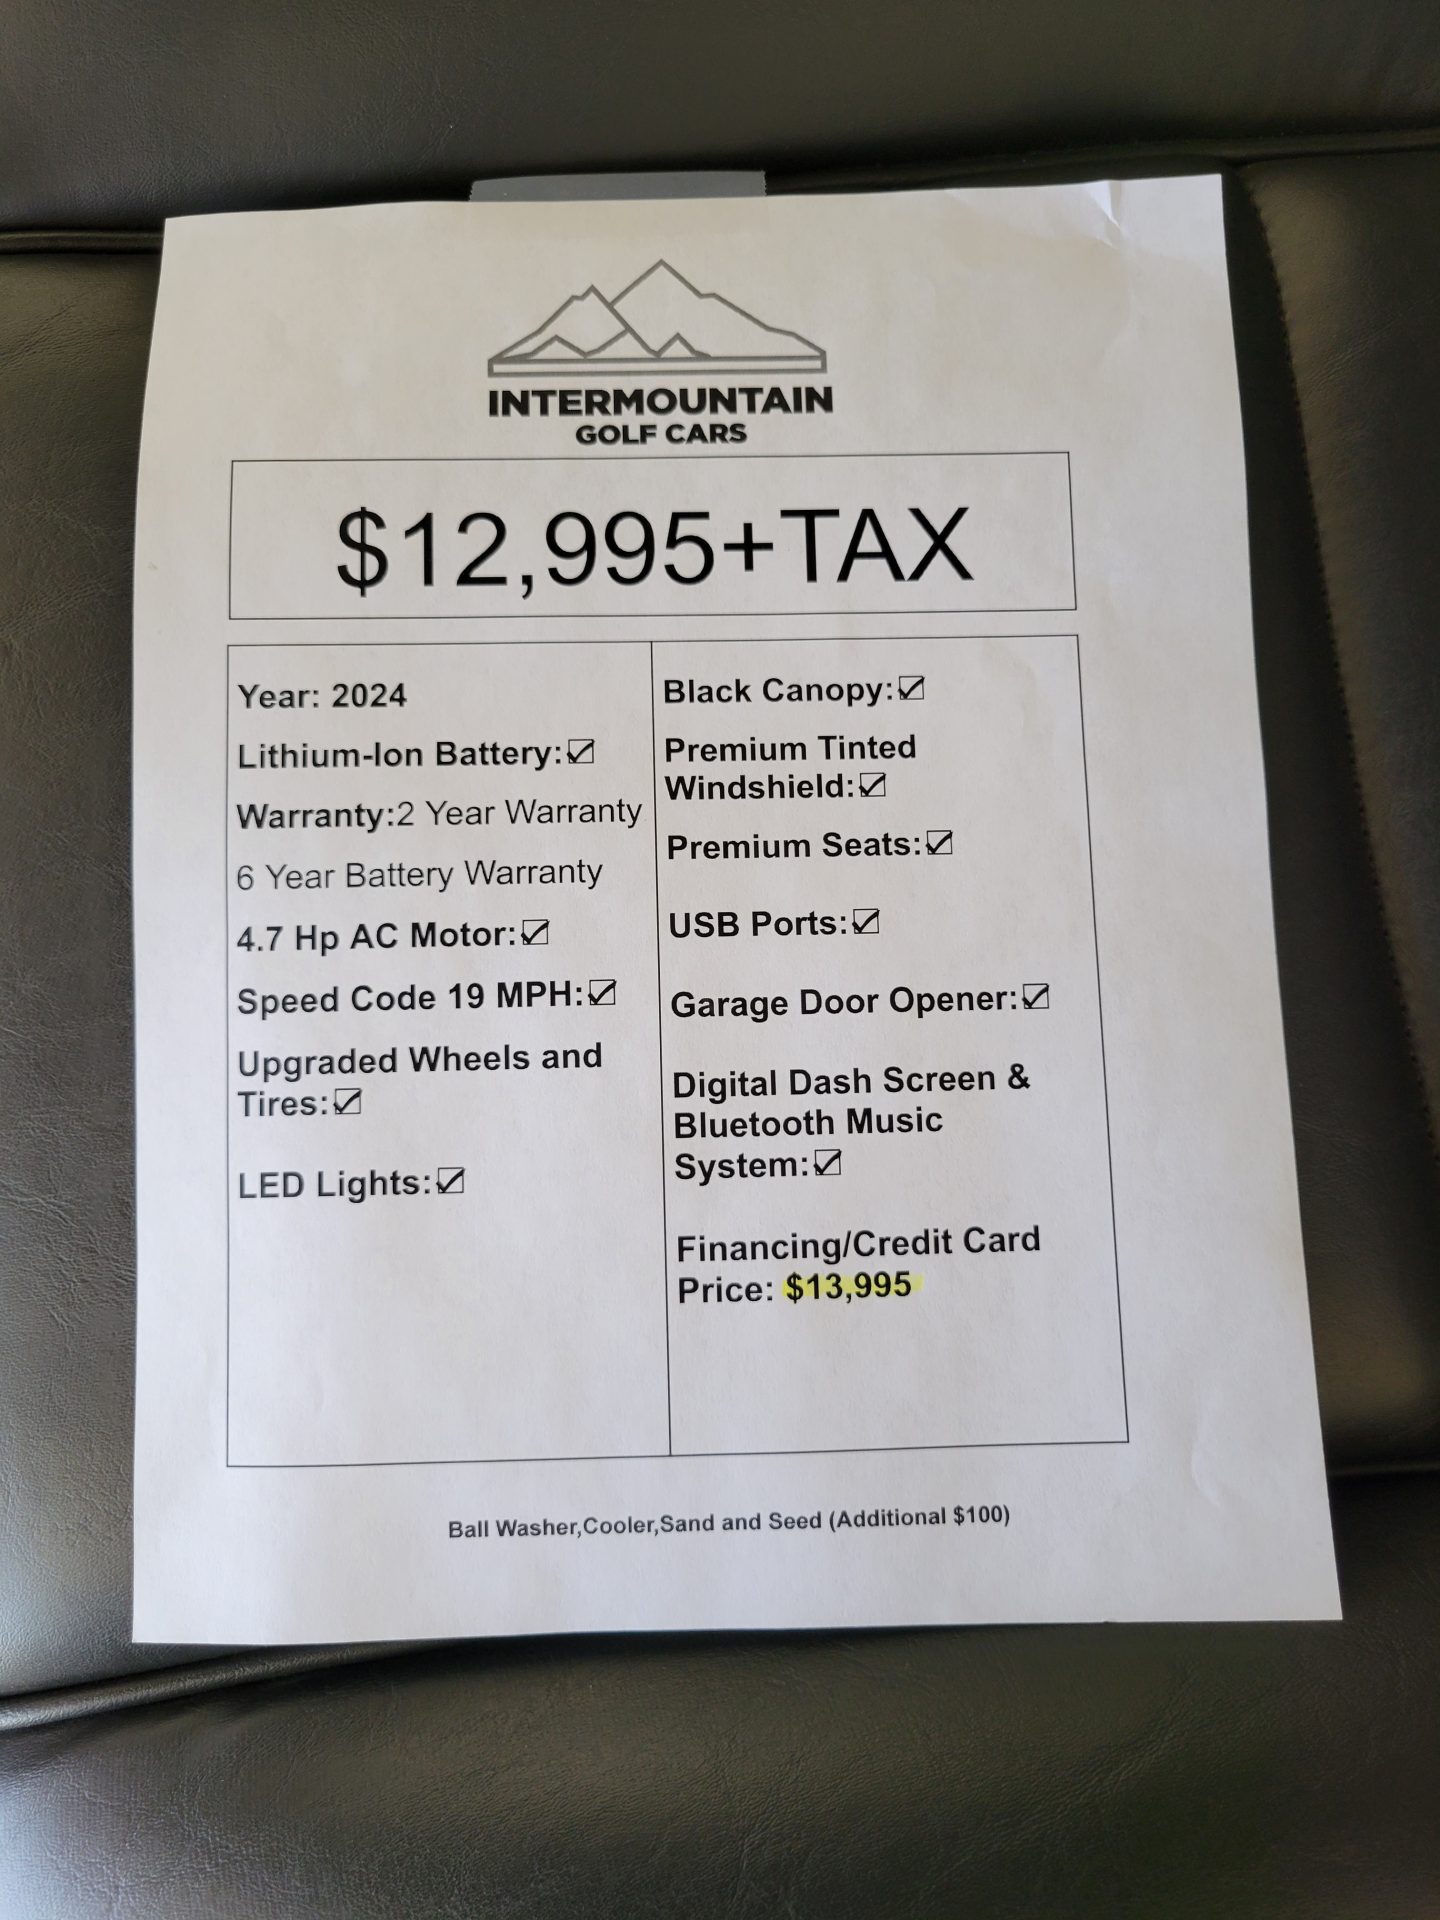 INTERMOUNTAIN
GOLF CARS
$12,995+TAX
Year: 2024
Lithium-Ion Battery:☑
Warranty:2 Year Warranty
6 Year Battery Warranty
4.7 Hp AC Motor:☑
Speed Code 19 MPH:☑
Upgraded Wheels and
Tires:☑
LED Lights:☑
Black Canopy:☑
Premium Tinted
Windshield:☑
Premium Seats:☑
USB Ports:☑
Garage Door Opener:☑
Digital Dash Screen &
Bluetooth Music
System:☑
Financing/Credit Card
Price: $13,995
Ball Washer,Cooler,Sand and Seed (Additional $100)